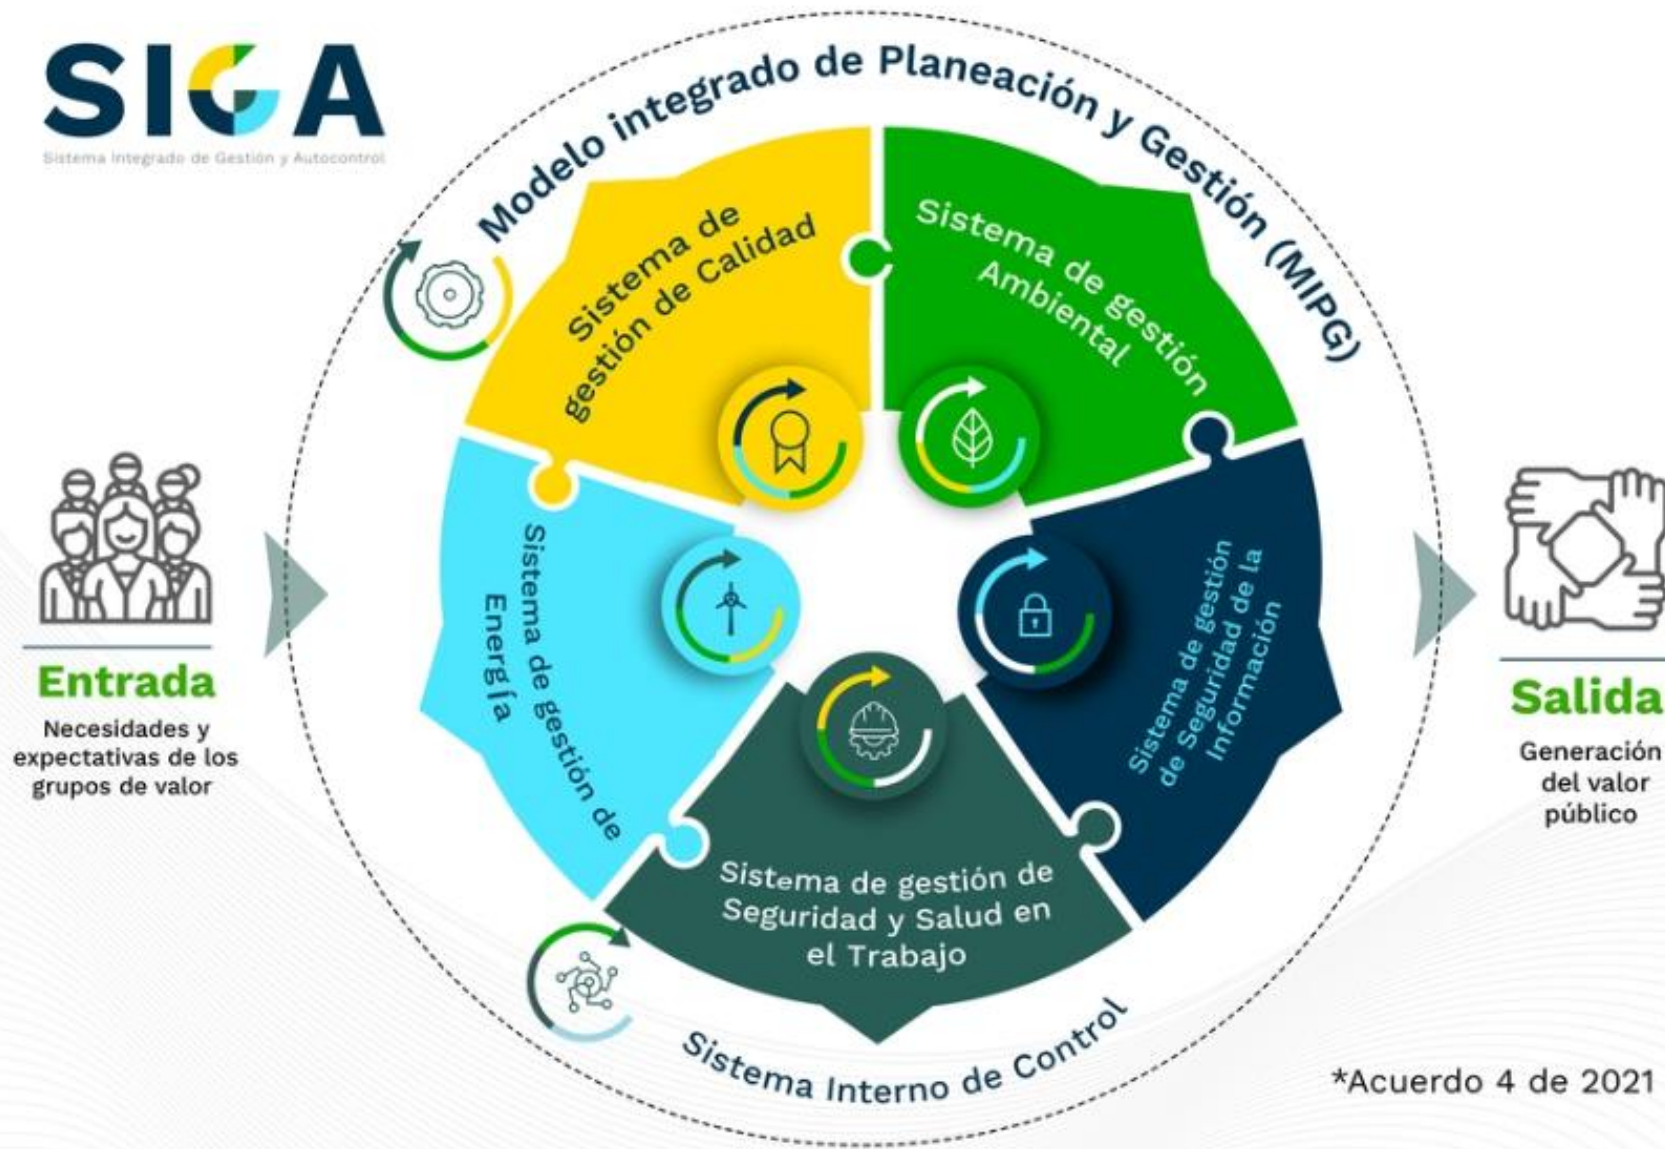 SIGA
Sistema Integrado de Gestión y Autocontrol
Modelo integrado de Planeación y Gestión (MIPG)
Sistema de
gestión de Calidad
Sistema de gestión
Ambiental
Sistema de gestión de
Energía
Sistema de gestión
de Seguridad de la
Información
Sistema de gestión de
Seguridad y Salud en
el Trabajo
Sistema Interno de Control
Entrada
Necesidades y
expectativas de los
grupos de valor
Salida
Generación
del valor
público
*Acuerdo 4 de 2021